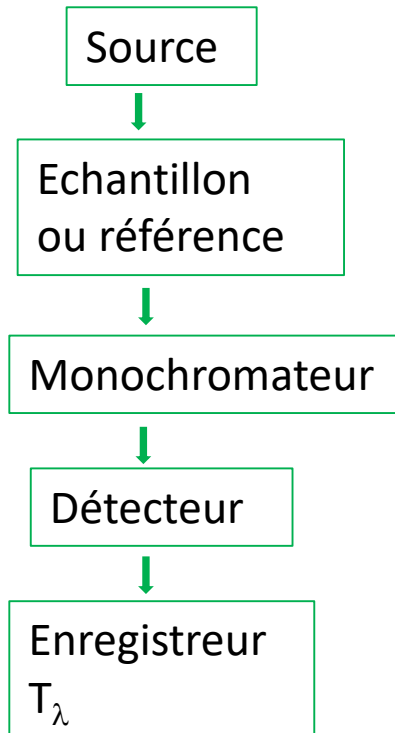 Source
Echantillon
ou référence
Monochromateur
Détecteur
Enregistreur
Tλ